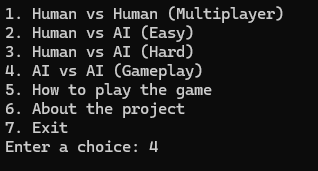 1. Human vs Human (Multiplayer)
2. Human vs AI (Easy)
3. Human vs AI (Hard)
4. AI vs AI (Gameplay)
5. How to play the game
6. About the project
7. Exit
Enter a choice: 4